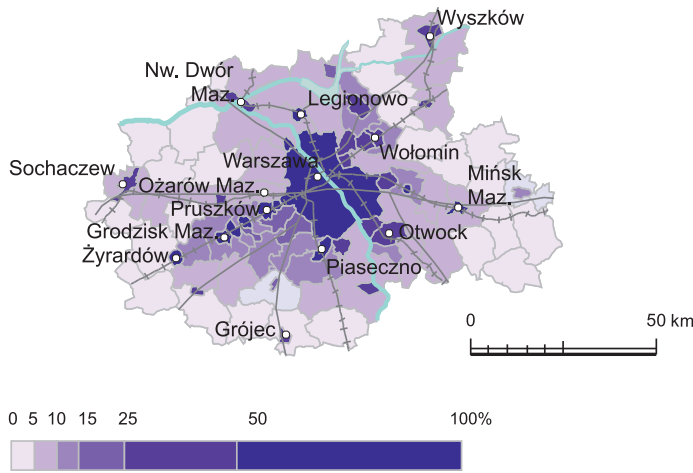 Wyszków
Nw. Dwór
Maz.
Legionowo
Wołomin
Warszawa
Sochaczew
Ożarów Maz.
Mińsk
Maz.
Pruszków
Grodzisk Maz.
Otwock
Żyrardów
Piaseczno
Grójec
0 50 km
0 5 10 15 25 50 100%